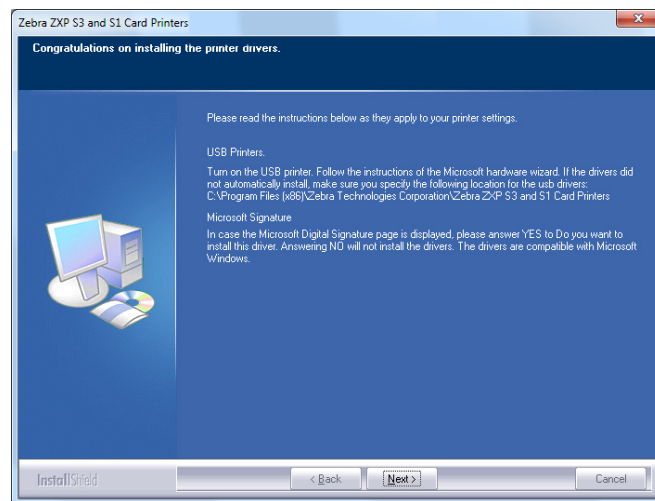 Zebra ZXP S3 and S1 Card Printers
Congratulations on installing the printer drivers.
Please read the instructions below as they apply to your printer settings.
USB Printers.
Turn on the USB printer. Follow the instructions of the Microsoft hardware wizard. If the drivers did
not automatically install, make sure you specify the following location for the usb drivers:
C:\Program Files (x86)\Zebra Technologies Corporation\Zebra ZXP S3 and S1 Card Printers
Microsoft Signature
In case the Microsoft Digital Signature page is displayed, please answer YES to Do you want to
install this driver. Answering NO will not install the drivers. The drivers are compatible with Microsoft
Windows.
InstallShield
< Back
Next >
Cancel